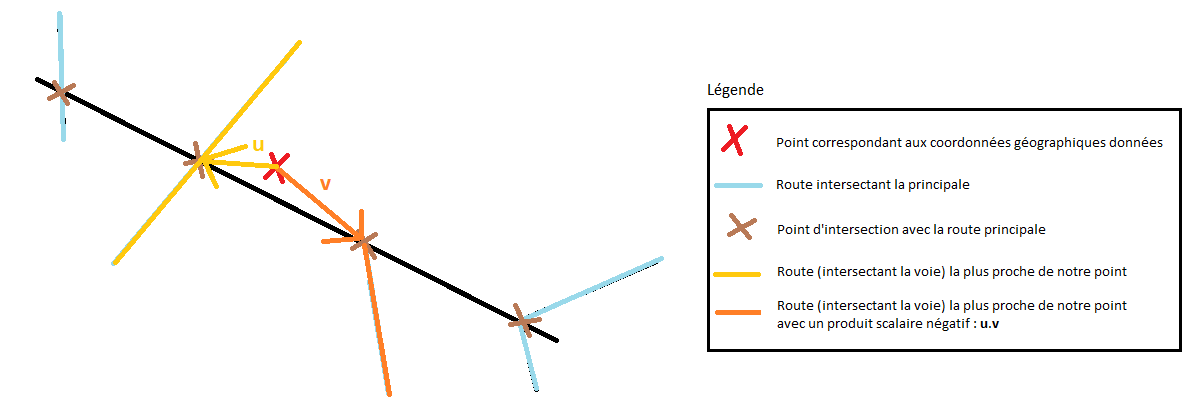 Légende
u
v
Point correspondant aux coordonnées géographiques données
Route intersectant la principale
Point d'intersection avec la route principale
Route (intersectant la voie) la plus proche de notre point
Route (intersectant la voie) la plus proche de notre point
avec un produit scalaire négatif : u.v